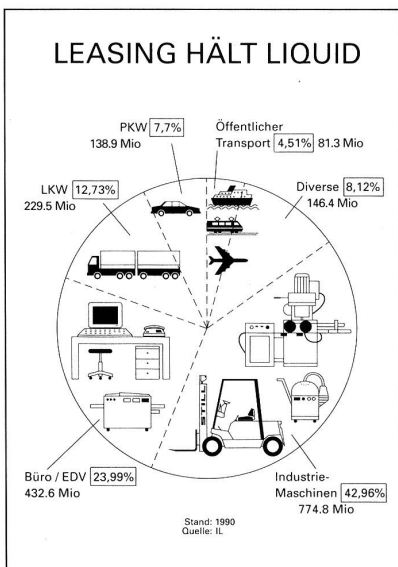 LEASING HÄLT LIQUID
PKW 7,7%
138.9 Mio
Öffentlicher
Transport 4,51% 81.3 Mio
LKW 12,73%
229.5 Mio
Diverse 8,12%
146.4 Mio
STILL
Büro / EDV 23,99%
432.6 Mio
Industrie-
Maschinen 42,96%
774.8 Mio
Stand: 1990
Quelle: IL